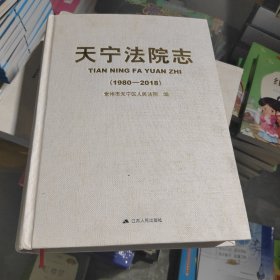 天宁法院志
TIAN NING FA YUAN ZHI
（1980—2018）
常州市天宁区人民法院 编
江苏人民出版社